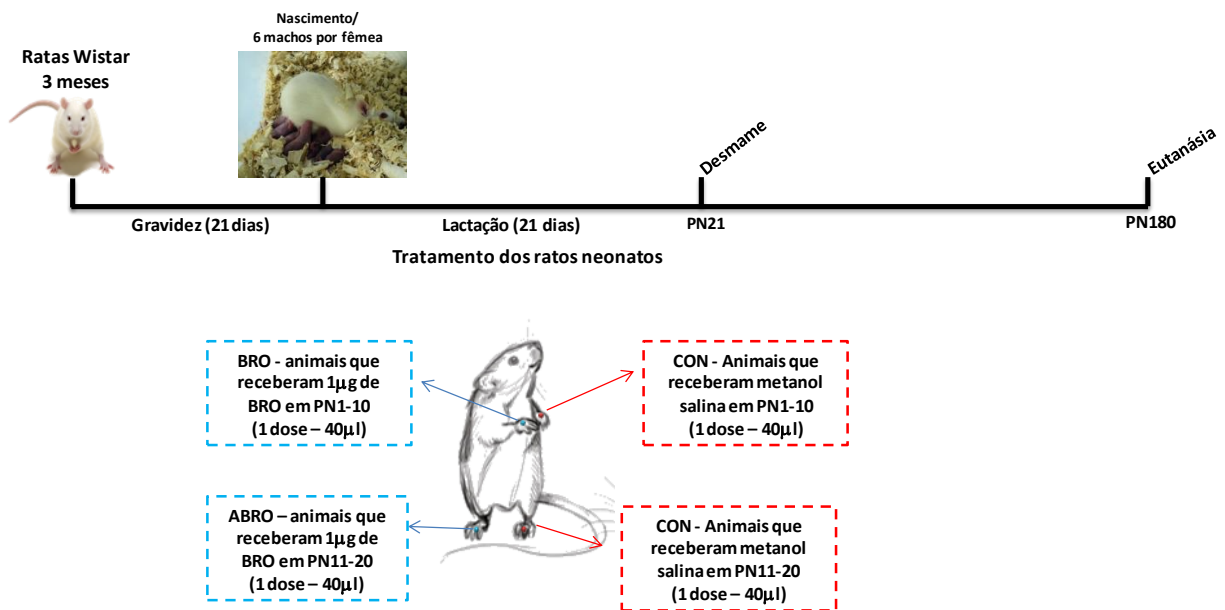 Nascimento/
6 machos por fêmea
Ratas Wistar
3 meses
Desmame
Eutanásia
Gravidez (21 dias)
Lactação (21 dias)
PN21
PN180
Tratamento dos ratos neonatos
BRO - animais que
receberam 1µg de
BRO em PN1-10
(1 dose – 40µl)
CON - Animais que
receberam metanol
salina em PN1-10
(1 dose – 40µl)
ABRO – animais que
receberam 1µg de
BRO em PN11-20
(1 dose – 40µl)
CON - Animais que
receberam metanol
salina em PN11-20
(1 dose – 40µl)